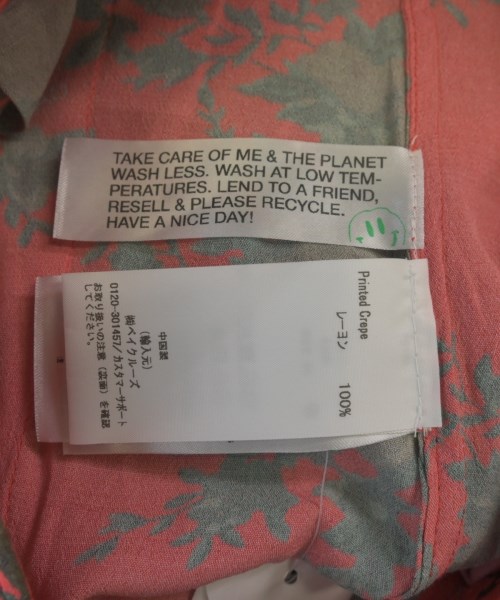 TAKE CARE OF ME & THE PLANET
WASH LESS. WASH AT LOW TEM-
PERATURES. LEND TO A FRIEND,
RESELL & PLEASE RECYCLE.
HAVE A NICE DAY!
Printed Crepe
レーヨン 100%
中国製
(輸入元)
㈱ベイクルーズ
0120-301457/カスタマーサポート
お取り扱いの注意(裏面)を確認
してください。